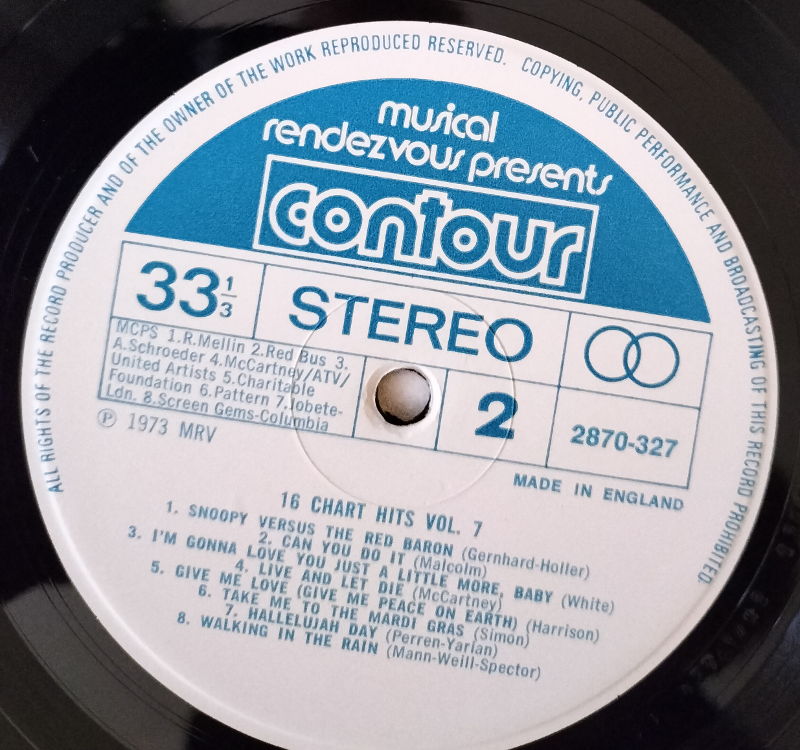 ALL RIGHTS OF THE RECORD PRODUCER AND OF THE OWNER OF THE WORK REPRODUCED RESERVED. COPYING, PUBLIC PERFORMANCE AND BROADCASTING OF THIS RECORD PROHIBITED
musical
rendezvous presents
contour
33 1/3
STEREO
MCPS 1.R.Mellin 2.Red Bus 3.
A.Schroeder 4.McCartney/ATV/
United Artists 5.Charitable
Foundation 6.Pattern 7.Jobete-
Ldn. 8.Screen Gems-Columbia
2
2870-327
℗ 1973 MRV
MADE IN ENGLAND
16 CHART HITS VOL. 7
1. SNOOPY VERSUS THE RED BARON (Gernhard-Holler)
2. CAN YOU DO IT (Malcolm)
3. I'M GONNA LOVE YOU JUST A LITTLE MORE, BABY (White)
4. LIVE AND LET DIE (McCartney)
5. GIVE ME LOVE (GIVE ME PEACE ON EARTH) (Harrison)
6. TAKE ME TO THE MARDI GRAS (Simon)
7. HALLELUJAH DAY (Perren-Yarian)
8. WALKING IN THE RAIN (Mann-Weill-Spector)